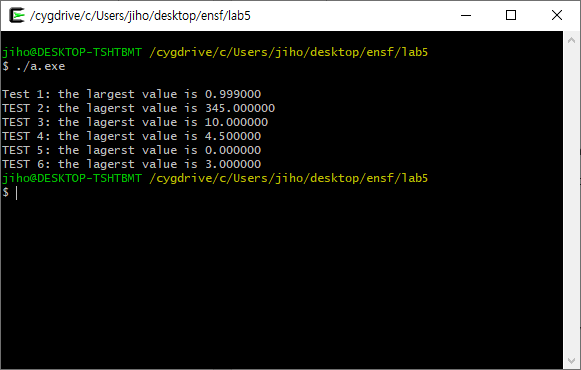 /cygdrive/c/Users/jiho/desktop/ensf/lab5
jiho@DESKTOP-TSHTBMT /cygdrive/c/Users/jiho/desktop/ensf/lab5
$ ./a.exe
Test 1: the largest value is 0.999000
TEST 2: the lagerst value is 345.000000
TEST 3: the lagerst value is 10.000000
TEST 4: the lagerst value is 4.500000
TEST 5: the lagerst value is 0.000000
TEST 6: the lagerst value is 3.000000
jiho@DESKTOP-TSHTBMT /cygdrive/c/Users/jiho/desktop/ensf/lab5
$